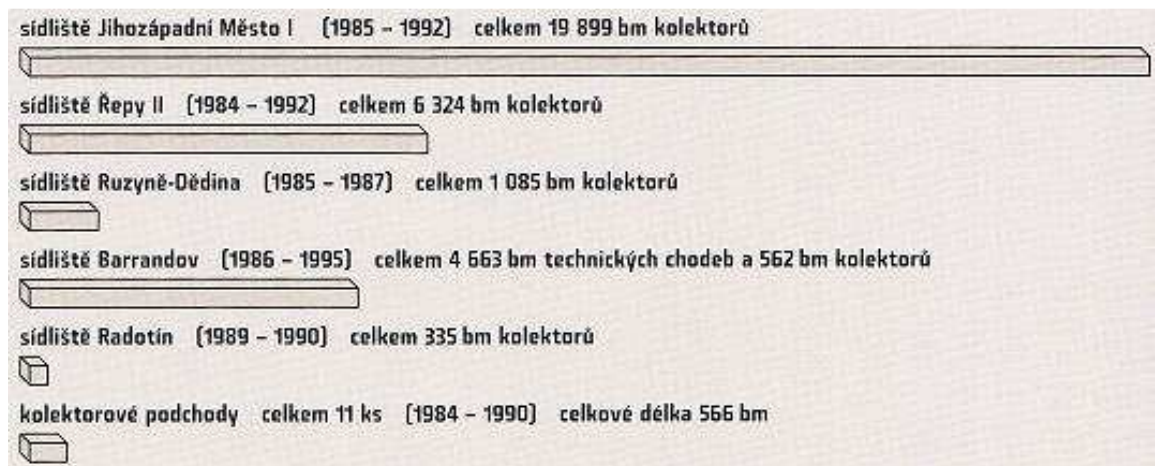 sídliště Jihozápadní Město I (1985 – 1992) celkem 19 899 bm kolektorů
sídliště Řepy II (1984 – 1992) celkem 6 324 bm kolektorů
sídliště Ruzyně-Dědina (1985 – 1987) celkem 1 085 bm kolektorů
sídliště Barrandov (1986 – 1995) celkem 4 663 bm technických chodeb a 562 bm kolektorů
sídliště Radotín (1989 – 1990) celkem 335 bm kolektorů
kolektorové podchody celkem 11 ks (1984 – 1990) celkové délka 566 bm